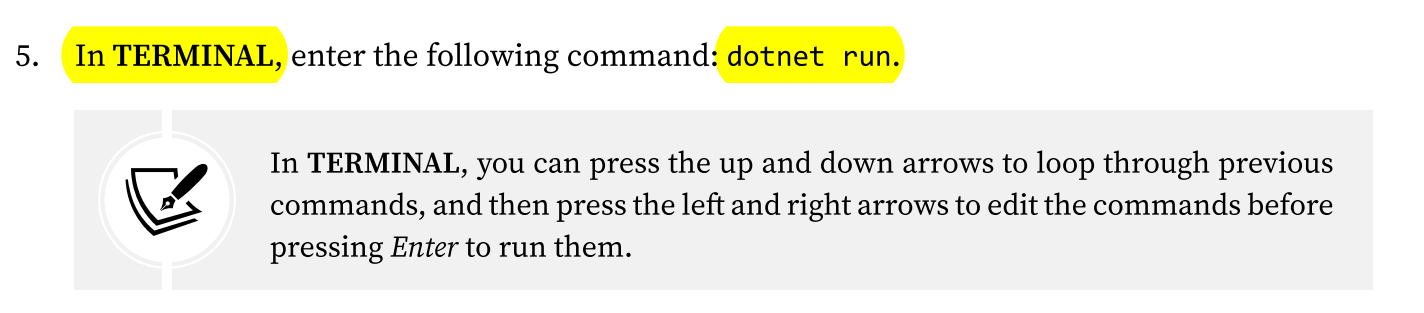 5. In TERMINAL, enter the following command: dotnet run.
In TERMINAL, you can press the up and down arrows to loop through previous
commands, and then press the left and right arrows to edit the commands before
pressing Enter to run them.